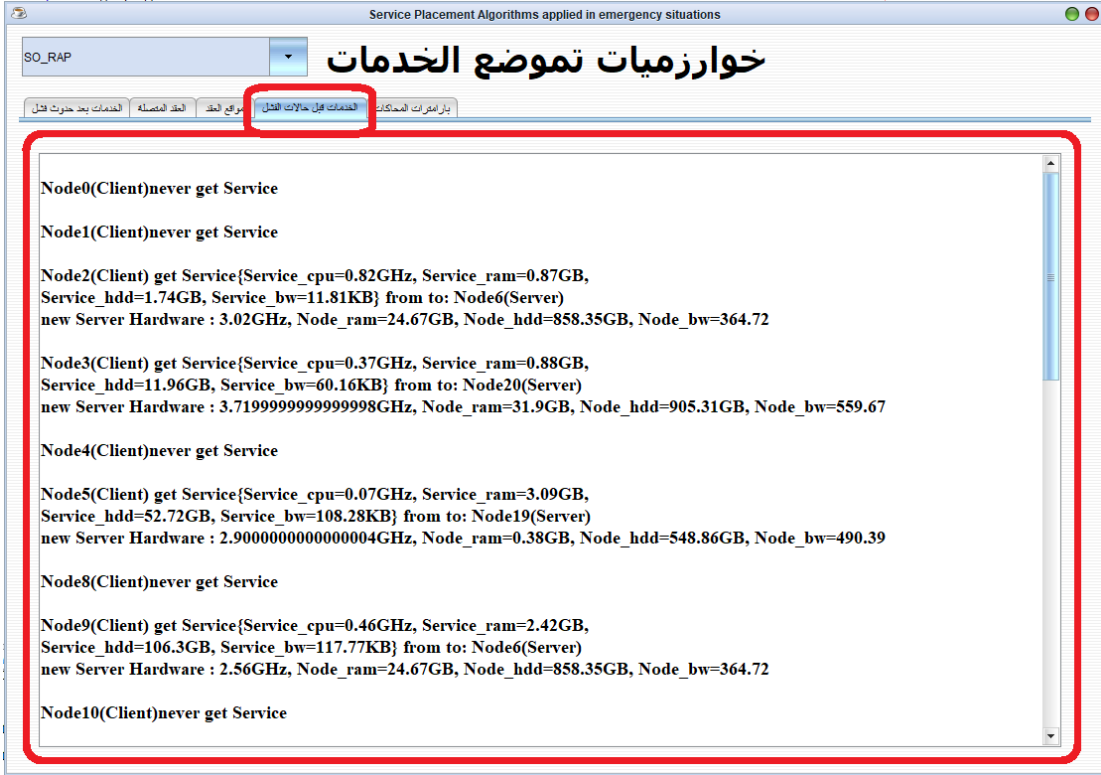 Service Placement Algorithms applied in emergency situations
SO_RAP
خوارزميات تموضع الخدمات
بارامترات المحاكات
الخدمات قبل حالات الفشل
مواقع العقد
العقد المتصلة
الخدمات بعد حدوث فشل
Node0(Client)never get Service
Node1(Client)never get Service
Node2(Client) get Service{Service_cpu=0.82GHz, Service_ram=0.87GB,
Service_hdd=1.74GB, Service_bw=11.81KB} from to: Node6(Server)
new Server Hardware : 3.02GHz, Node_ram=24.67GB, Node_hdd=858.35GB, Node_bw=364.72
Node3(Client) get Service{Service_cpu=0.37GHz, Service_ram=0.88GB,
Service_hdd=11.96GB, Service_bw=60.16KB} from to: Node20(Server)
new Server Hardware : 3.7199999999999998GHz, Node_ram=31.9GB, Node_hdd=905.31GB, Node_bw=559.67
Node4(Client)never get Service
Node5(Client) get Service{Service_cpu=0.07GHz, Service_ram=3.09GB,
Service_hdd=52.72GB, Service_bw=108.28KB} from to: Node19(Server)
new Server Hardware : 2.9000000000000004GHz, Node_ram=0.38GB, Node_hdd=548.86GB, Node_bw=490.39
Node8(Client)never get Service
Node9(Client) get Service{Service_cpu=0.46GHz, Service_ram=2.42GB,
Service_hdd=106.3GB, Service_bw=117.77KB} from to: Node6(Server)
new Server Hardware : 2.56GHz, Node_ram=24.67GB, Node_hdd=858.35GB, Node_bw=364.72
Node10(Client)never get Service